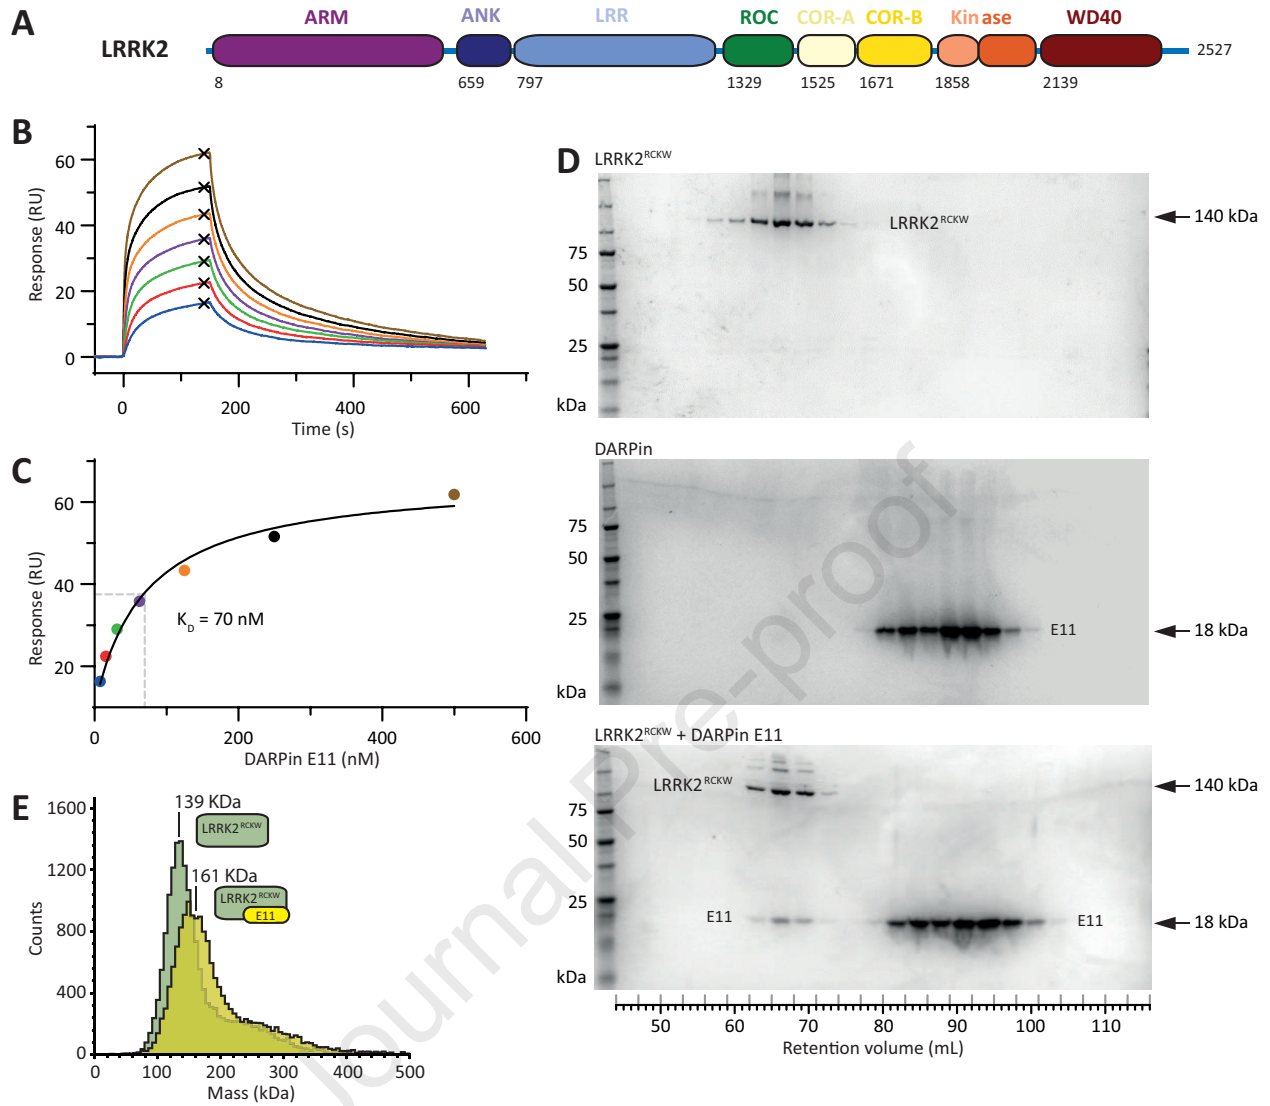 A
ARM ANK LRR ROC COR-A COR-B Kinase WD40
LRRK2
2527
8 659 797 1329 1525 1671 1858 2139
B
Response (RU)
60
40
20
0
0 200 400 600
Time (s)
C
Response (RU)
60
40
20
K_D = 70 nM
0 200 400 600
DARPin E11 (nM)
D
LRRK2^RCKW
LRRK2^RCKW
140 kDa
75
50
25
kDa
DARPin
75
50
25
E11
18 kDa
kDa
LRRK2^RCKW + DARPin E11
LRRK2^RCKW
140 kDa
75
50
25
E11
E11
18 kDa
kDa
50 60 70 80 90 100 110
Retention volume (mL)
E
Counts
1600
1200
800
400
0
139 KDa
LRRK2^RCKW
161 KDa
LRRK2^RCKW
E11
0 100 200 300 400 500
Mass (kDa)
Journal Pre-proof